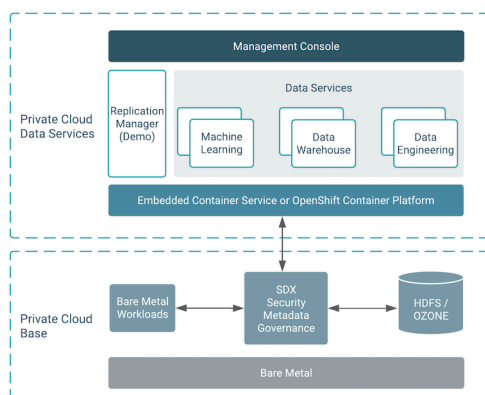 Management Console
Private Cloud
Data Services
Replication
Manager
(Demo)
Data Services
Machine
Learning
Data
Warehouse
Data
Engineering
Embedded Container Service or OpenShift Container Platform
Private Cloud
Base
Bare Metal
Workloads
SDX
Security
Metadata
Governance
HDFS /
OZONE
Bare Metal